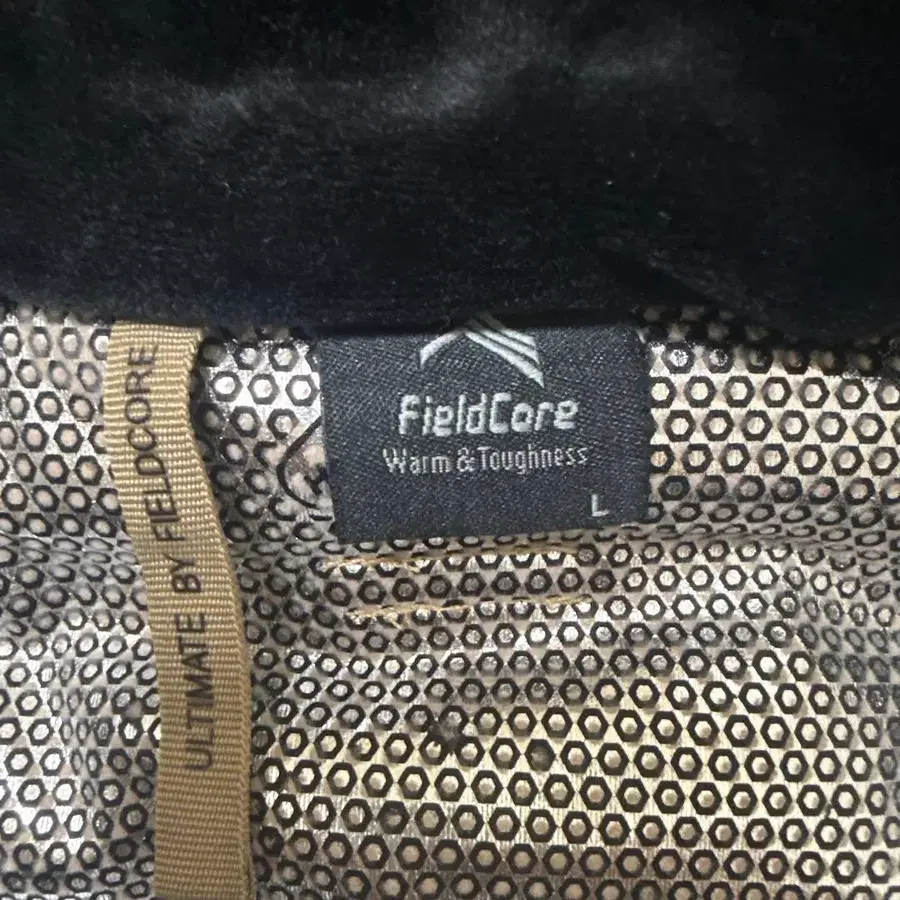 FieldCore
Warm & Toughness
L
ULTIMATE BY FIELDCORE